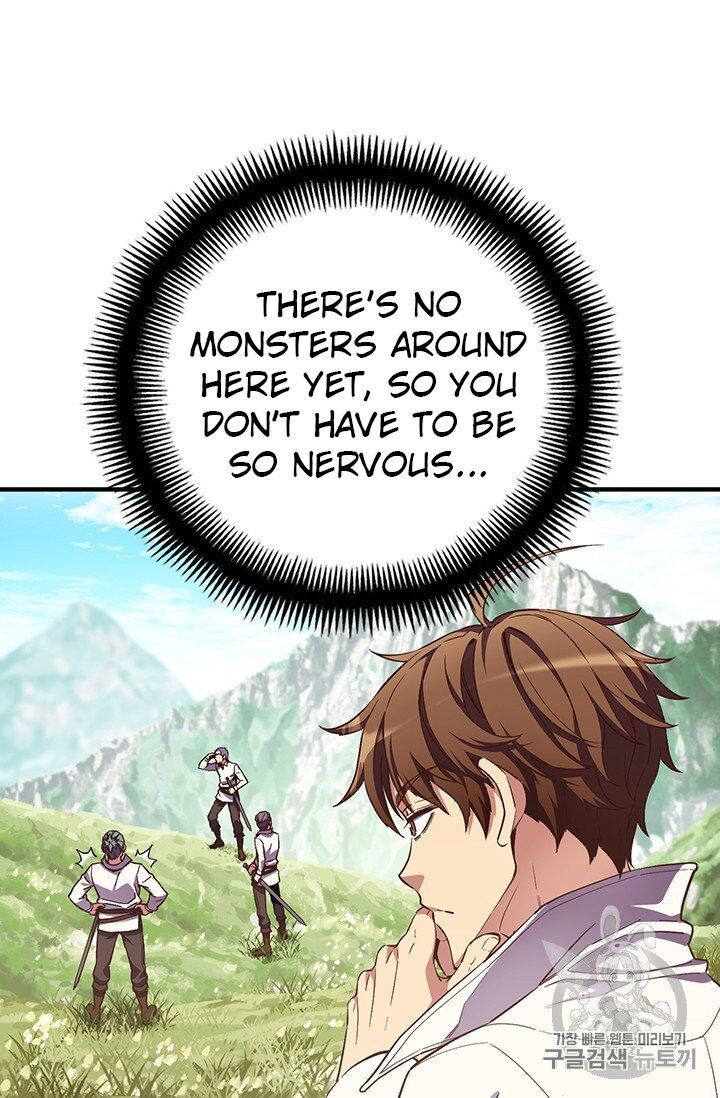 THERE'S NO
MONSTERS AROUND
HERE YET, SO YOU
DON'T HAVE TO BE
SO NERVOUS...
가장 빠른 웹툰 미리보기
구글검색 뉴토끼